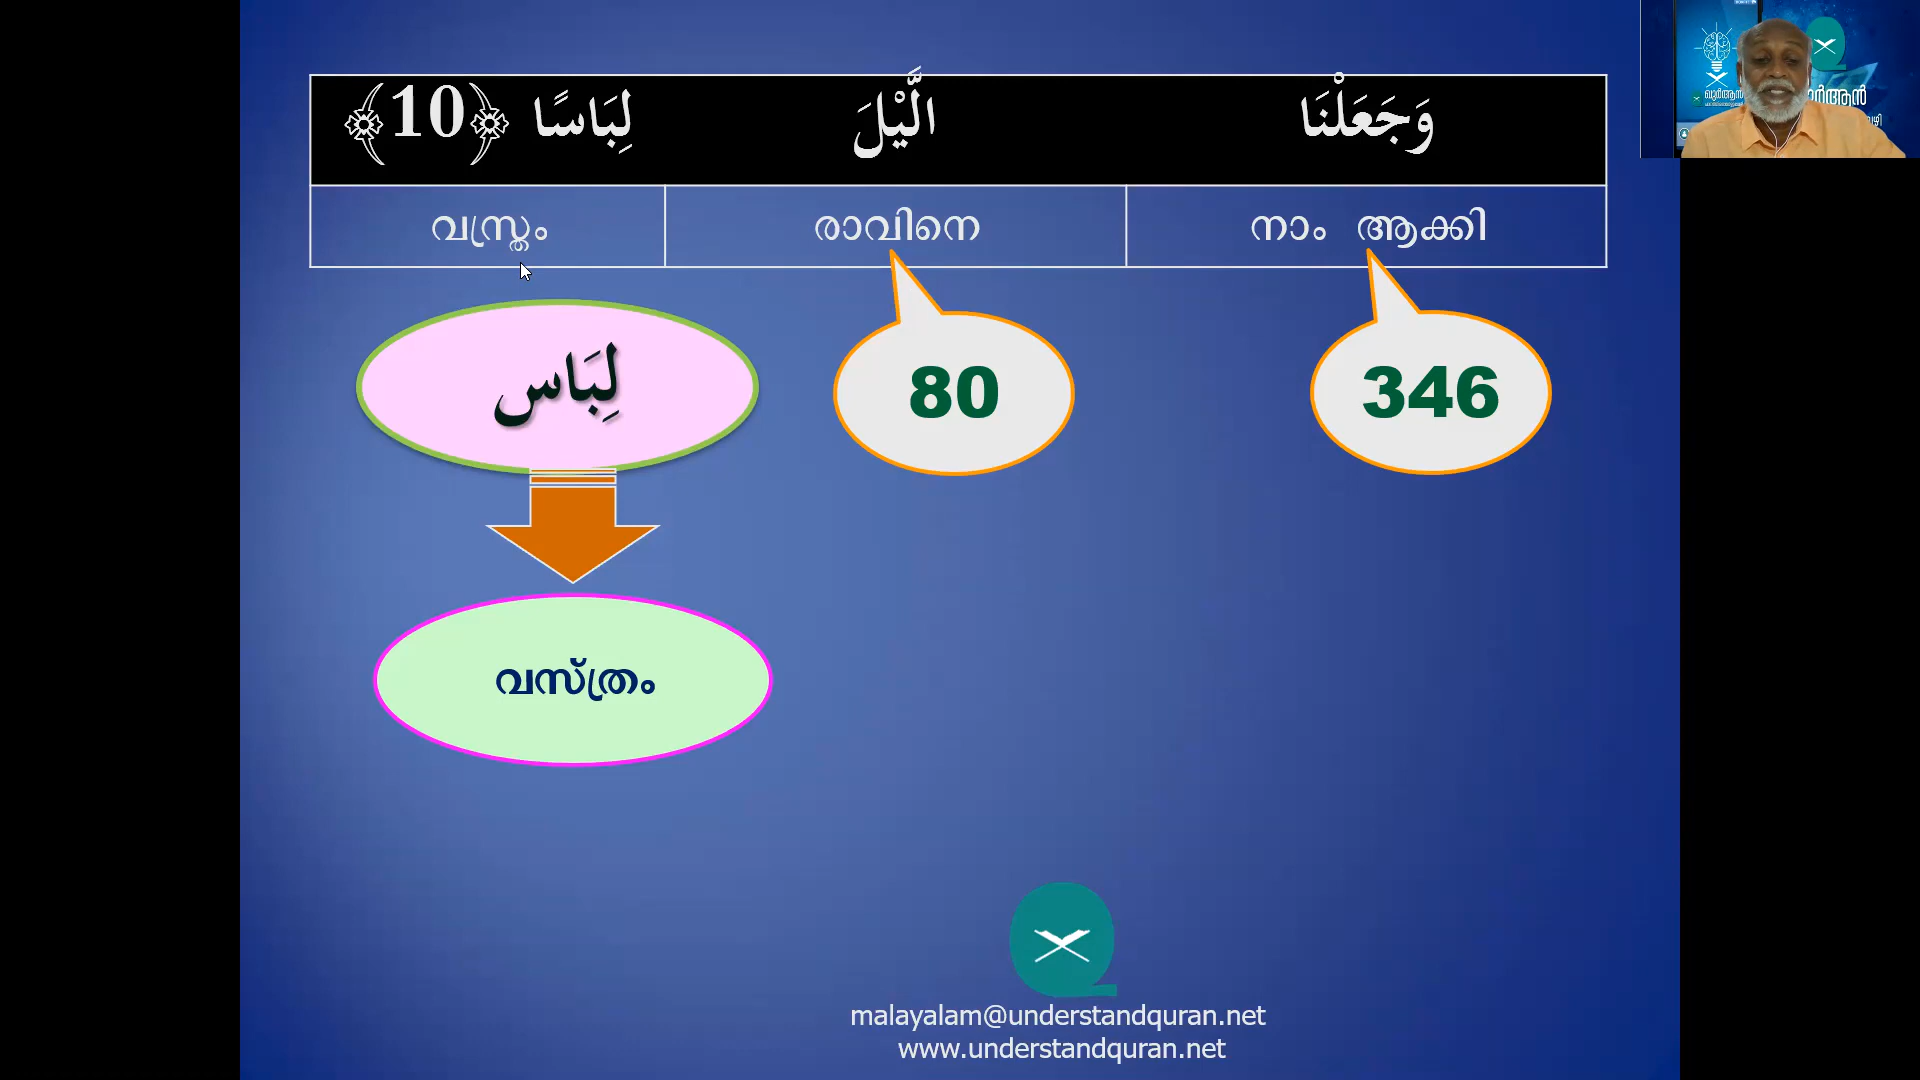 وَجَعَلْنَا الَّيْلَ لِبَاسًا ﴿10﴾
നാം ആക്കി രാവിനെ വസ്ത്രം
لِبَاس 80 346
വസ്ത്രം
malayalam@understandquran.net
www.understandquran.net